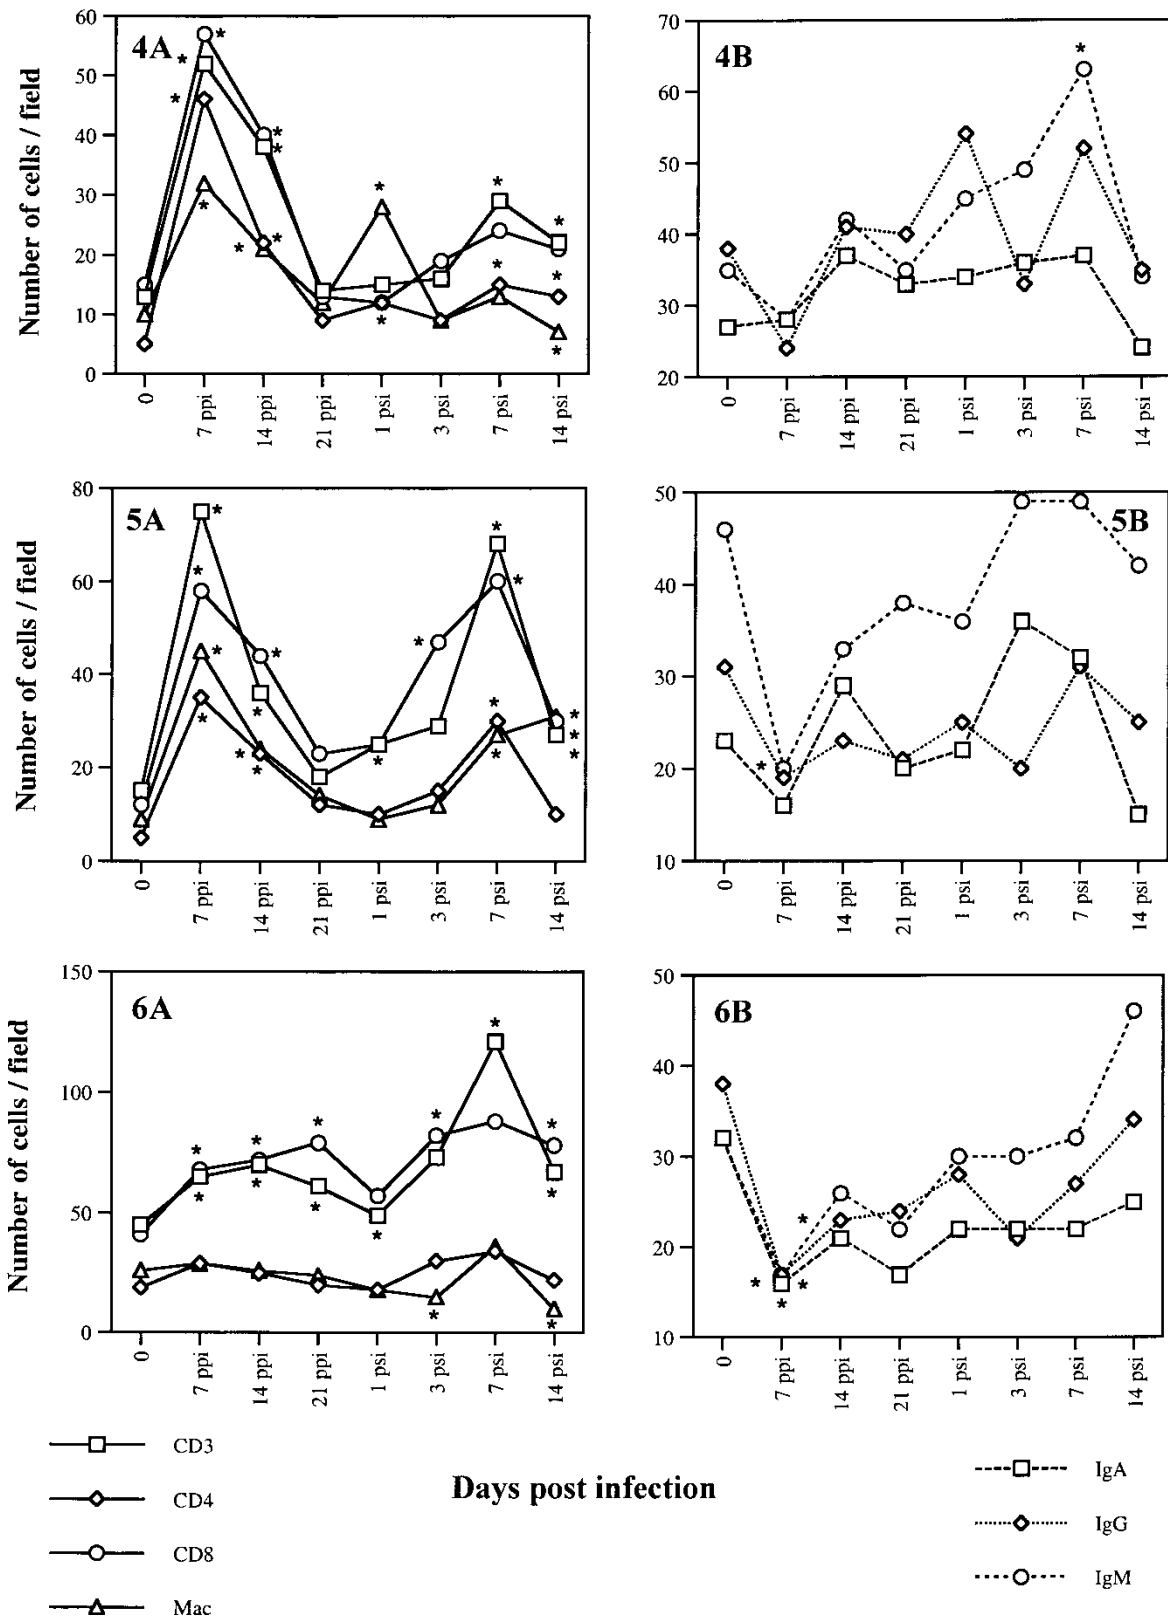 Number of cells / field
4A
60
50
40
30
20
10
0
0
7 ppi
14 ppi
21 ppi
1 psi
3 psi
7 psi
14 psi
4B
70
60
50
40
30
20
0
7 ppi
14 ppi
21 ppi
1 psi
3 psi
7 psi
14 psi
Number of cells / field
5A
80
60
40
20
0
0
7 ppi
14 ppi
21 ppi
1 psi
3 psi
7 psi
14 psi
5B
50
40
30
20
10
0
7 ppi
14 ppi
21 ppi
1 psi
3 psi
7 psi
14 psi
Number of cells / field
6A
150
100
50
0
0
7 ppi
14 ppi
21 ppi
1 psi
3 psi
7 psi
14 psi
6B
50
40
30
20
10
0
7 ppi
14 ppi
21 ppi
1 psi
3 psi
7 psi
14 psi
CD3
CD4
CD8
Mac
Days post infection
IgA
IgG
IgM